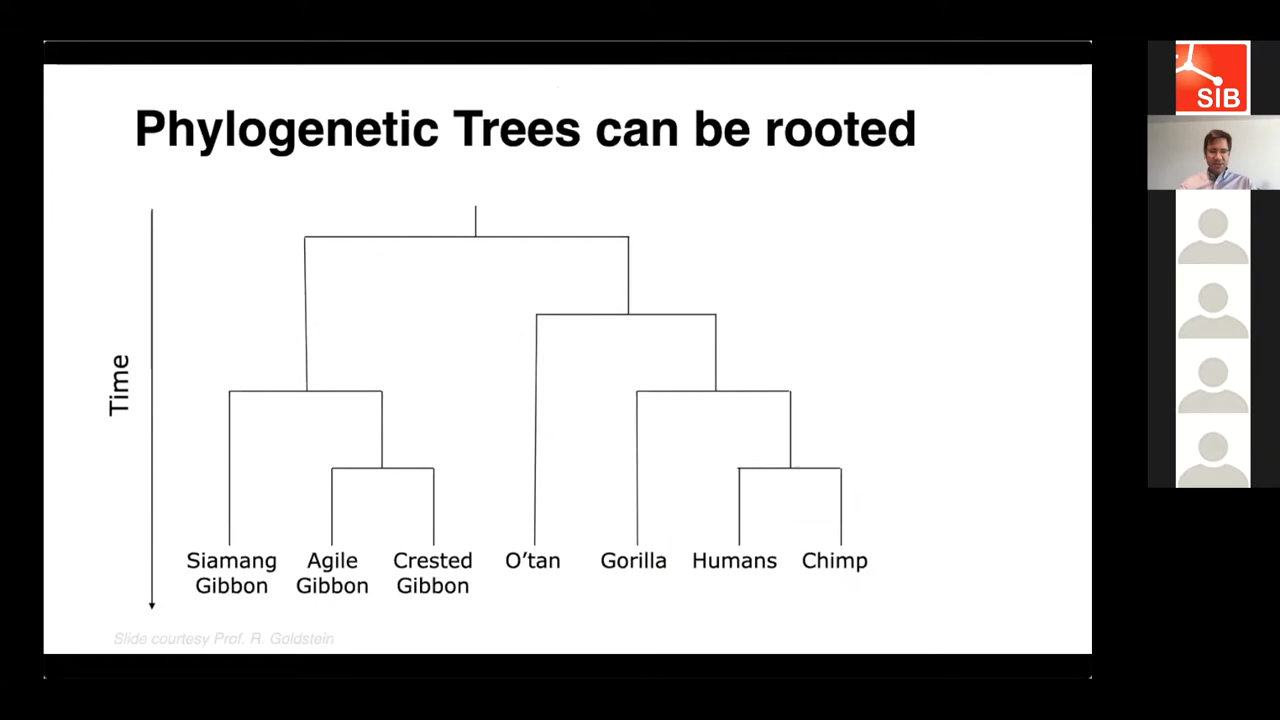 Phylogenetic Trees can be rooted
SIB
Time
Siamang
Gibbon
Agile
Gibbon
Crested
Gibbon
O'tan
Gorilla
Humans
Chimp
Slide courtesy Prof. R. Goldstein